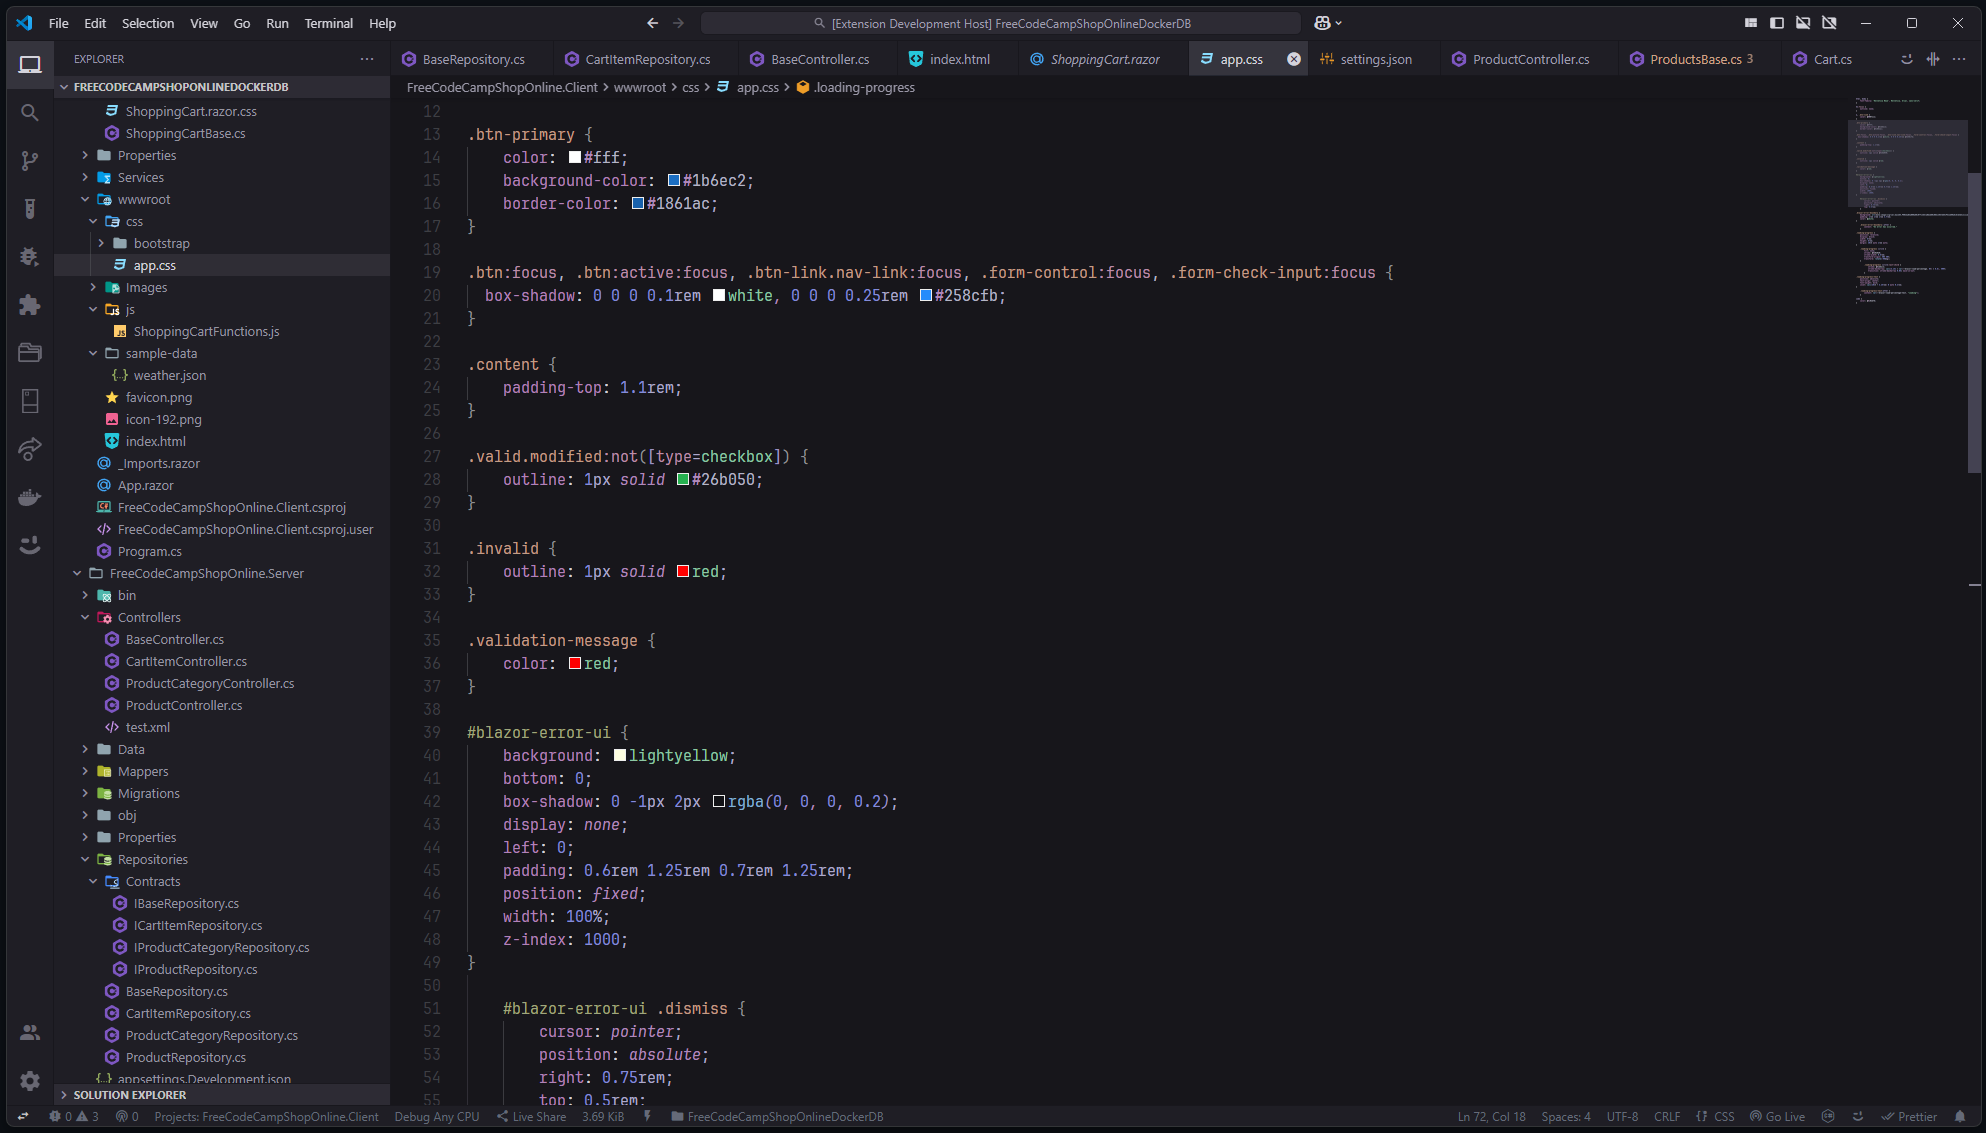 File Edit Selection View Go Run Terminal Help
[Extension Development Host] FreeCodeCampShopOnlineDockerDB
EXPLORER
BaseRepository.cs
CartItemRepository.cs
BaseController.cs
index.html
ShoppingCart.razor
app.css
settings.json
ProductController.cs
ProductsBase.cs 3
Cart.cs
FREECODECAMPSHOPONLINEDOCKERDB
FreeCodeCampShopOnline.Client > wwwroot > css > app.css > .loading-progress
ShoppingCart.razor.css
ShoppingCartBase.cs
Properties
Services
wwwroot
css
bootstrap
app.css
Images
js
ShoppingCartFunctions.js
sample-data
weather.json
favicon.png
icon-192.png
index.html
_Imports.razor
App.razor
FreeCodeCampShopOnline.Client.csproj
FreeCodeCampShopOnline.Client.csproj.user
Program.cs
FreeCodeCampShopOnline.Server
bin
Controllers
BaseController.cs
CartItemController.cs
ProductCategoryController.cs
ProductController.cs
test.xml
Data
Mappers
Migrations
obj
Properties
Repositories
Contracts
IBaseRepository.cs
ICartItemRepository.cs
IProductCategoryRepository.cs
IProductRepository.cs
BaseRepository.cs
CartItemRepository.cs
ProductCategoryRepository.cs
ProductRepository.cs
appsettings.Development.json
SOLUTION EXPLORER
12
13 .btn-primary {
14 color: #fff;
15 background-color: #1b6ec2;
16 border-color: #1861ac;
17 }
18
19 .btn:focus, .btn:active:focus, .btn-link.nav-link:focus, .form-control:focus, .form-check-input:focus {
20 box-shadow: 0 0 0 0.1rem white, 0 0 0 0.25rem #258cfb;
21 }
22
23 .content {
24 padding-top: 1.1rem;
25 }
26
27 .valid.modified:not([type=checkbox]) {
28 outline: 1px solid #26b050;
29 }
30
31 .invalid {
32 outline: 1px solid red;
33 }
34
35 .validation-message {
36 color: red;
37 }
38
39 #blazor-error-ui {
40 background: lightyellow;
41 bottom: 0;
42 box-shadow: 0 -1px 2px rgba(0, 0, 0, 0.2);
43 display: none;
44 left: 0;
45 padding: 0.6rem 1.25rem 0.7rem 1.25rem;
46 position: fixed;
47 width: 100%;
48 z-index: 1000;
49 }
50
51 #blazor-error-ui .dismiss {
52 cursor: pointer;
53 position: absolute;
54 right: 0.75rem;
55 top: 0.5rem;
0 3 0 Projects: FreeCodeCampShopOnline.Client Debug Any CPU Live Share 3.69 KiB FreeCodeCampShopOnlineDockerDB Ln 72, Col 18 Spaces: 4 UTF-8 CRLF CSS Go Live Prettier